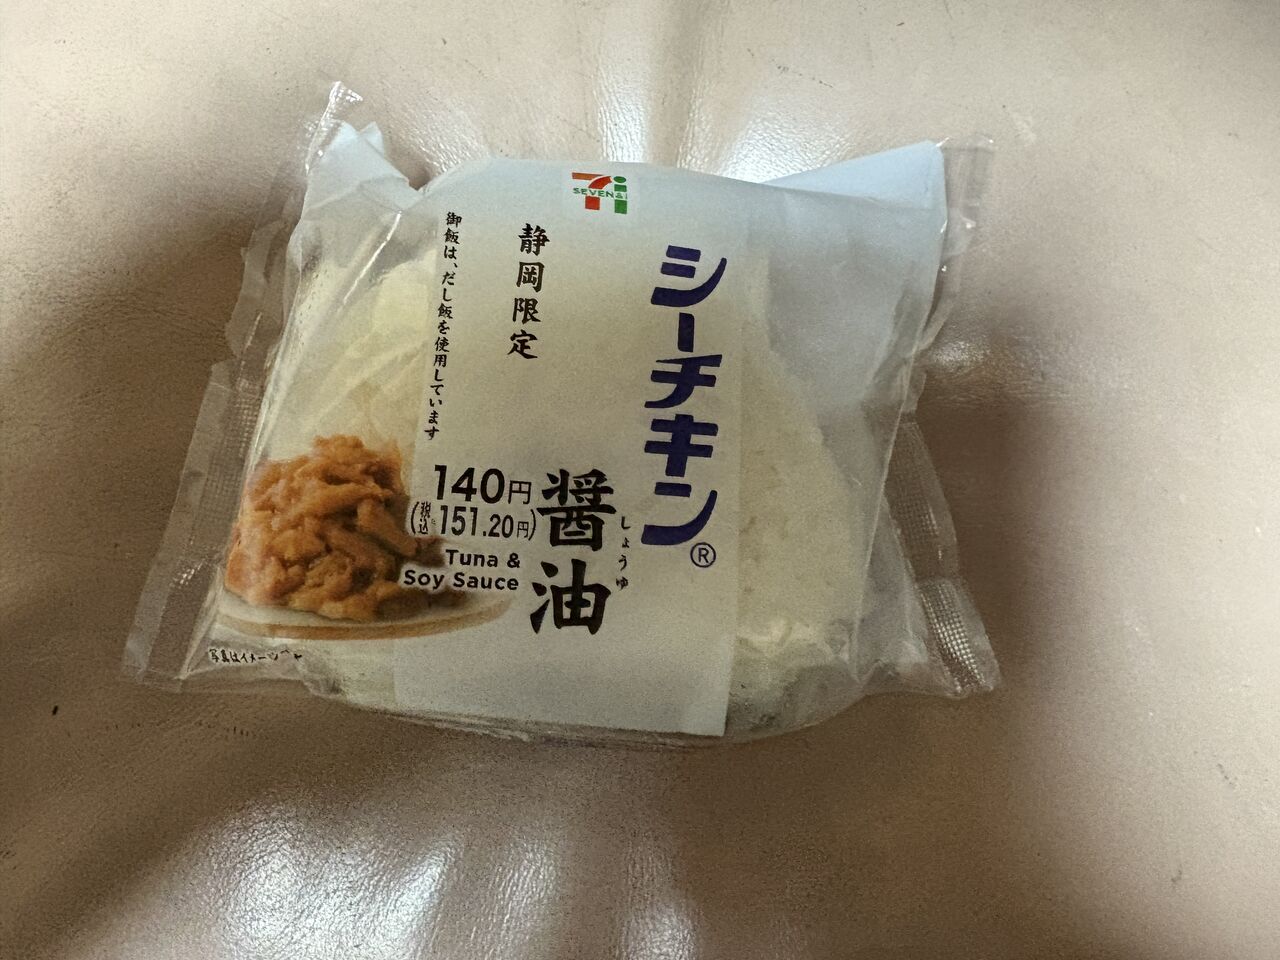 SEVEN&i
シーチキン®
醤油
しょうゆ
静岡限定
御飯は、だし飯を使用しています
140円
(税込151.20円)
Tuna &
Soy Sauce
写真はイメージ